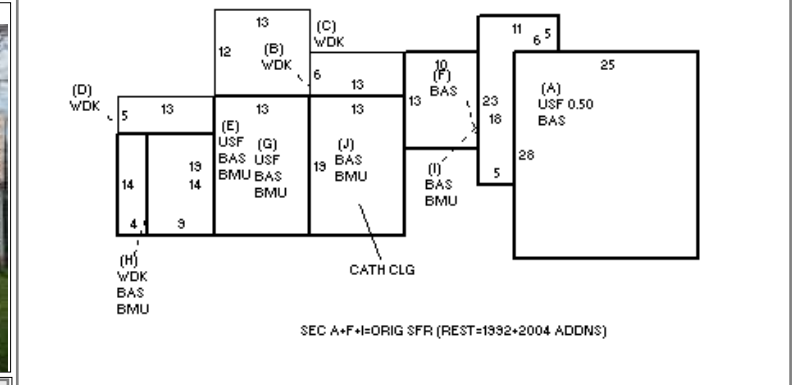 13
(C)
WDK
11
5
6
12
(B)
WDK
10
25
6
13
(F)
BAS
(A)
USF 0.50
BAS
(D)
WDK
5
13
13
13
13
23
18
(E)
USF
BAS
BMU
(G)
USF
BAS
BMU
(J)
BAS
BMU
19
14
19
14
28
(I)
BAS
BMU
5
4
9
(H)
WDK
BAS
BMU
CATH CLG
SEC A+F+I=ORIG SFR (REST=1992+2004 ADDNS)